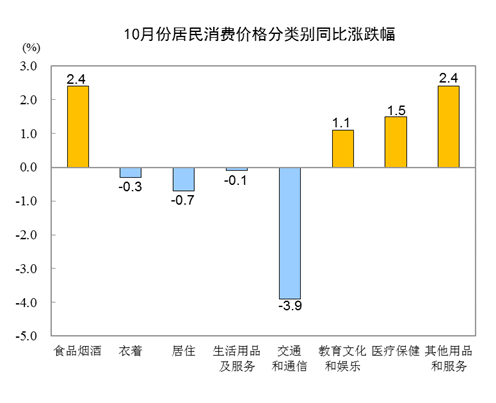 10月份居民消费价格分类别同比涨跌幅
(%)
3.0
2.0
1.0
0.0
-1.0
-2.0
-3.0
-4.0
-5.0
2.4
-0.3
-0.7
-0.1
-3.9
1.1
1.5
2.4
食品烟酒
衣着
居住
生活用品
及服务
交通
和通信
教育文化
和娱乐
医疗保健
其他用品
和服务